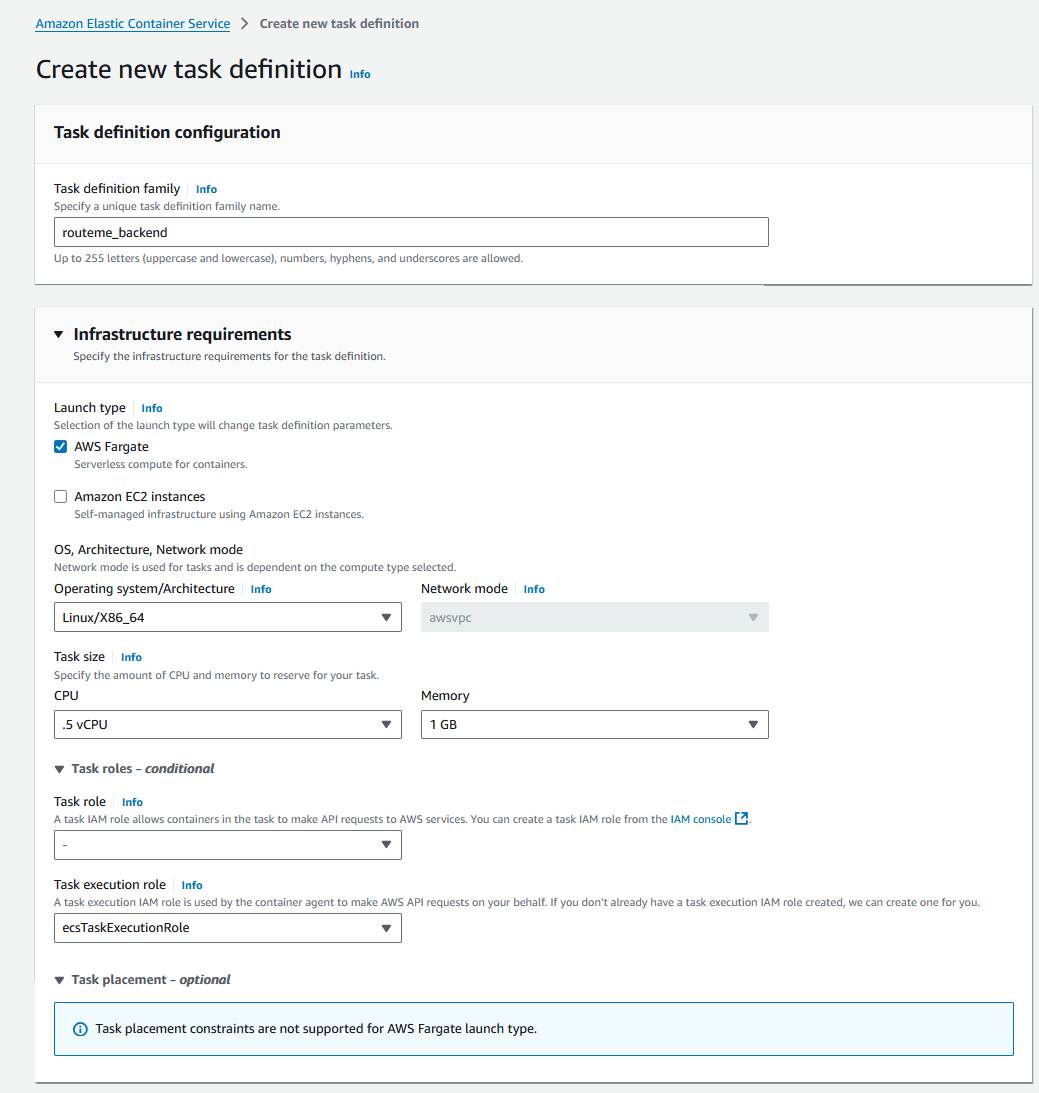 Amazon Elastic Container Service > Create new task definition
Create new task definition Info
Task definition configuration
Task definition family Info
Specify a unique task definition family name.
routeme_backend
Up to 255 letters (uppercase and lowercase), numbers, hyphens, and underscores are allowed.
Infrastructure requirements
Specify the infrastructure requirements for the task definition.
Launch type Info
Selection of the launch type will change task definition parameters.
AWS Fargate
Serverless compute for containers.
Amazon EC2 instances
Self-managed infrastructure using Amazon EC2 instances.
OS, Architecture, Network mode
Network mode is used for tasks and is dependent on the compute type selected.
Operating system/Architecture Info Network mode Info
Linux/X86_64 awsvpc
Task size Info
Specify the amount of CPU and memory to reserve for your task.
CPU Memory
.5 vCPU 1 GB
Task roles - conditional
Task role Info
A task IAM role allows containers in the task to make API requests to AWS services. You can create a task IAM role from the IAM console.
-
Task execution role Info
A task execution IAM role is used by the container agent to make AWS API requests on your behalf. If you don't already have a task execution IAM role created, we can create one for you.
ecsTaskExecutionRole
Task placement - optional
Task placement constraints are not supported for AWS Fargate launch type.